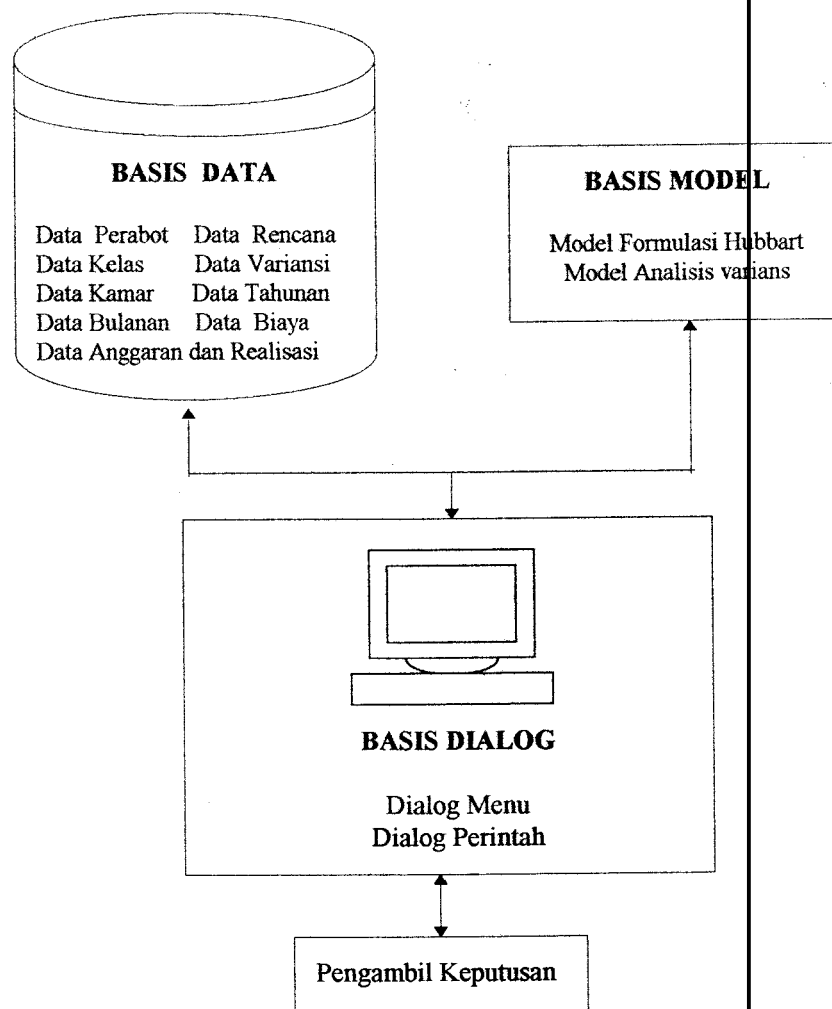 BASIS DATA
Data Perabot Data Rencana
Data Kelas Data Variansi
Data Kamar Data Tahunan
Data Bulanan Data Biaya
Data Anggaran dan Realisasi
BASIS MODEL
Model Formulasi Hubbart
Model Analisis varians
BASIS DIALOG
Dialog Menu
Dialog Perintah
Pengambil Keputusan